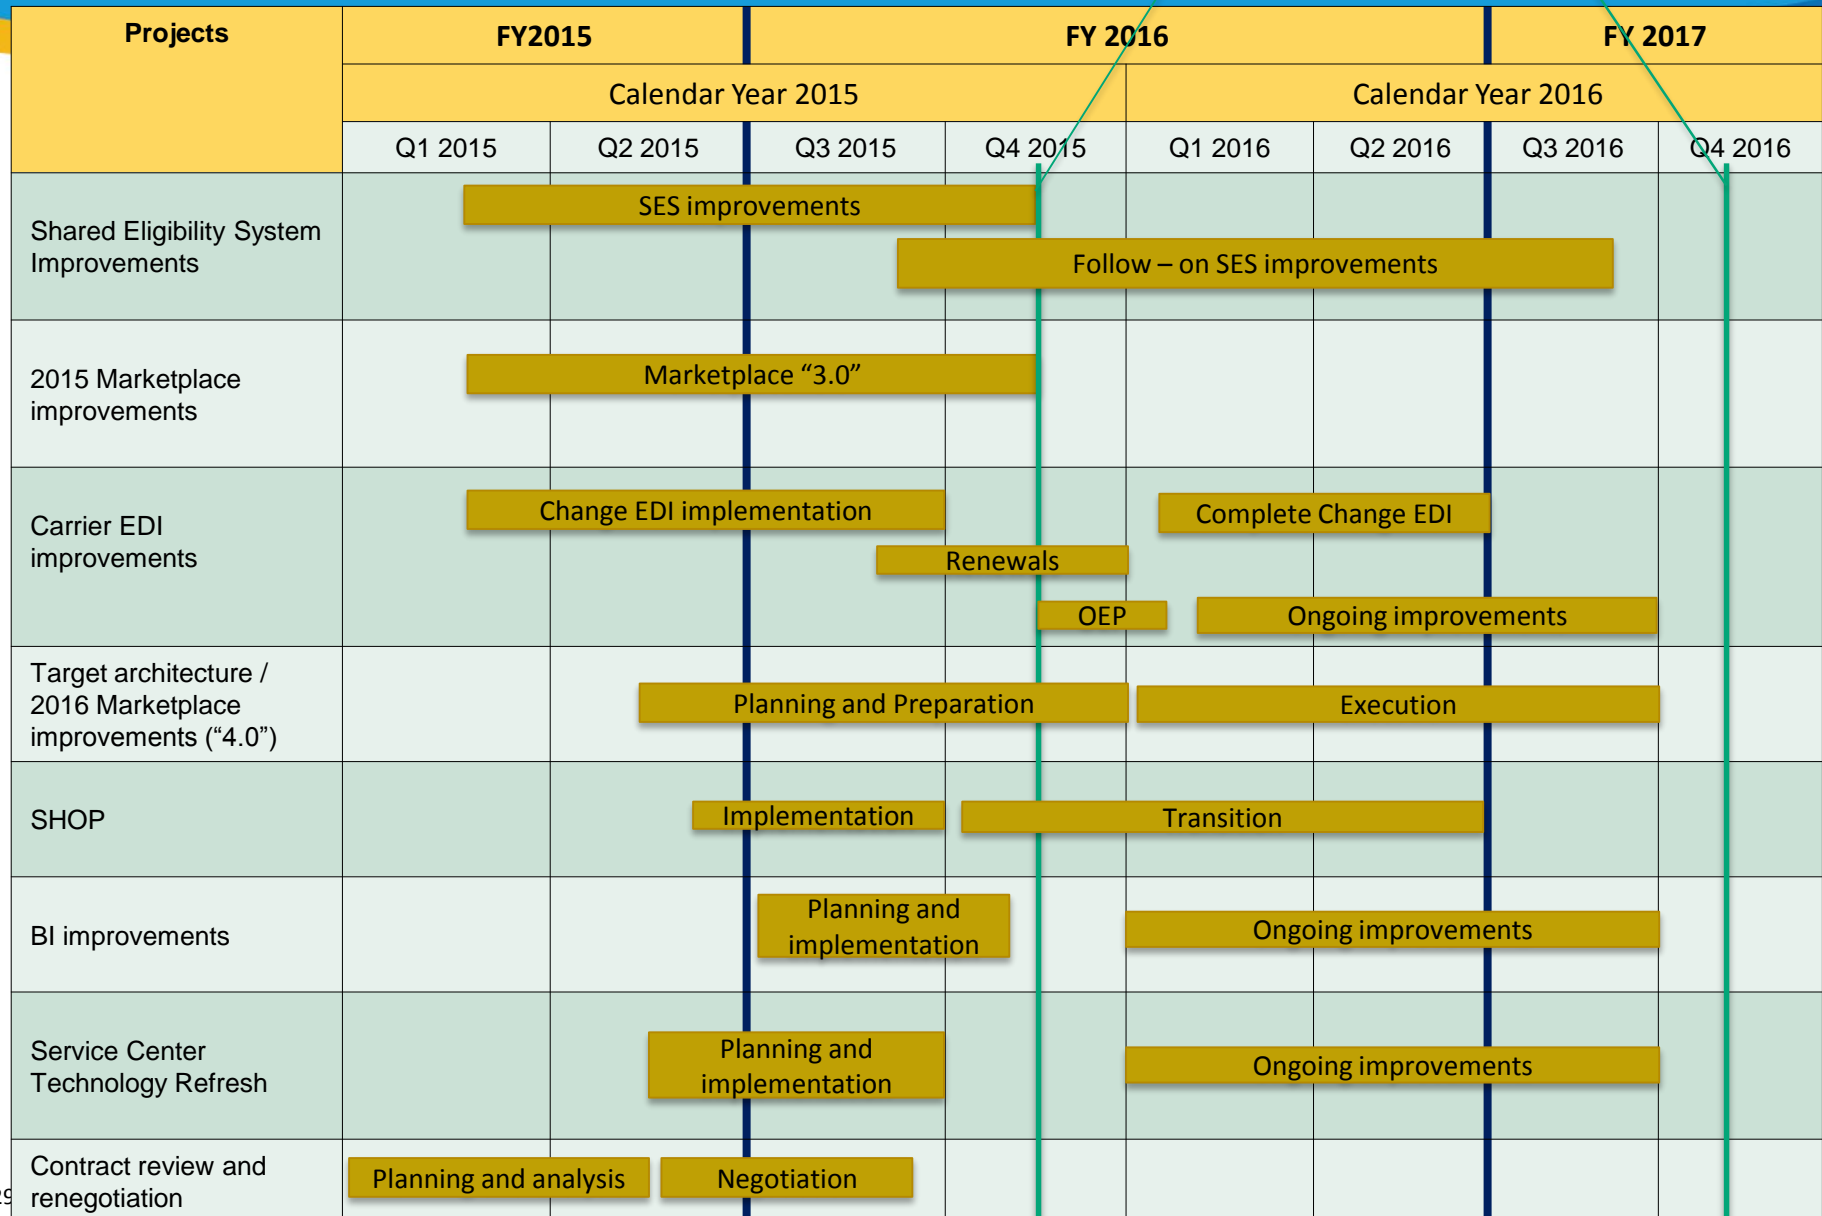 Projects
FY2015
FY 2016
FY 2017
Calendar Year 2015
Calendar Year 2016
Q1 2015
Q2 2015
Q3 2015
Q4 2015
Q1 2016
Q2 2016
Q3 2016
Q4 2016
Shared Eligibility System
Improvements
SES improvements
Follow – on SES improvements
2015 Marketplace
improvements
Marketplace “3.0”
Carrier EDI
improvements
Change EDI implementation
Complete Change EDI
Renewals
OEP
Ongoing improvements
Target architecture /
2016 Marketplace
improvements (“4.0”)
Planning and Preparation
Execution
SHOP
Implementation
Transition
BI improvements
Planning and
implementation
Ongoing improvements
Service Center
Technology Refresh
Planning and
implementation
Ongoing improvements
Contract review and
renegotiation
Planning and analysis
Negotiation